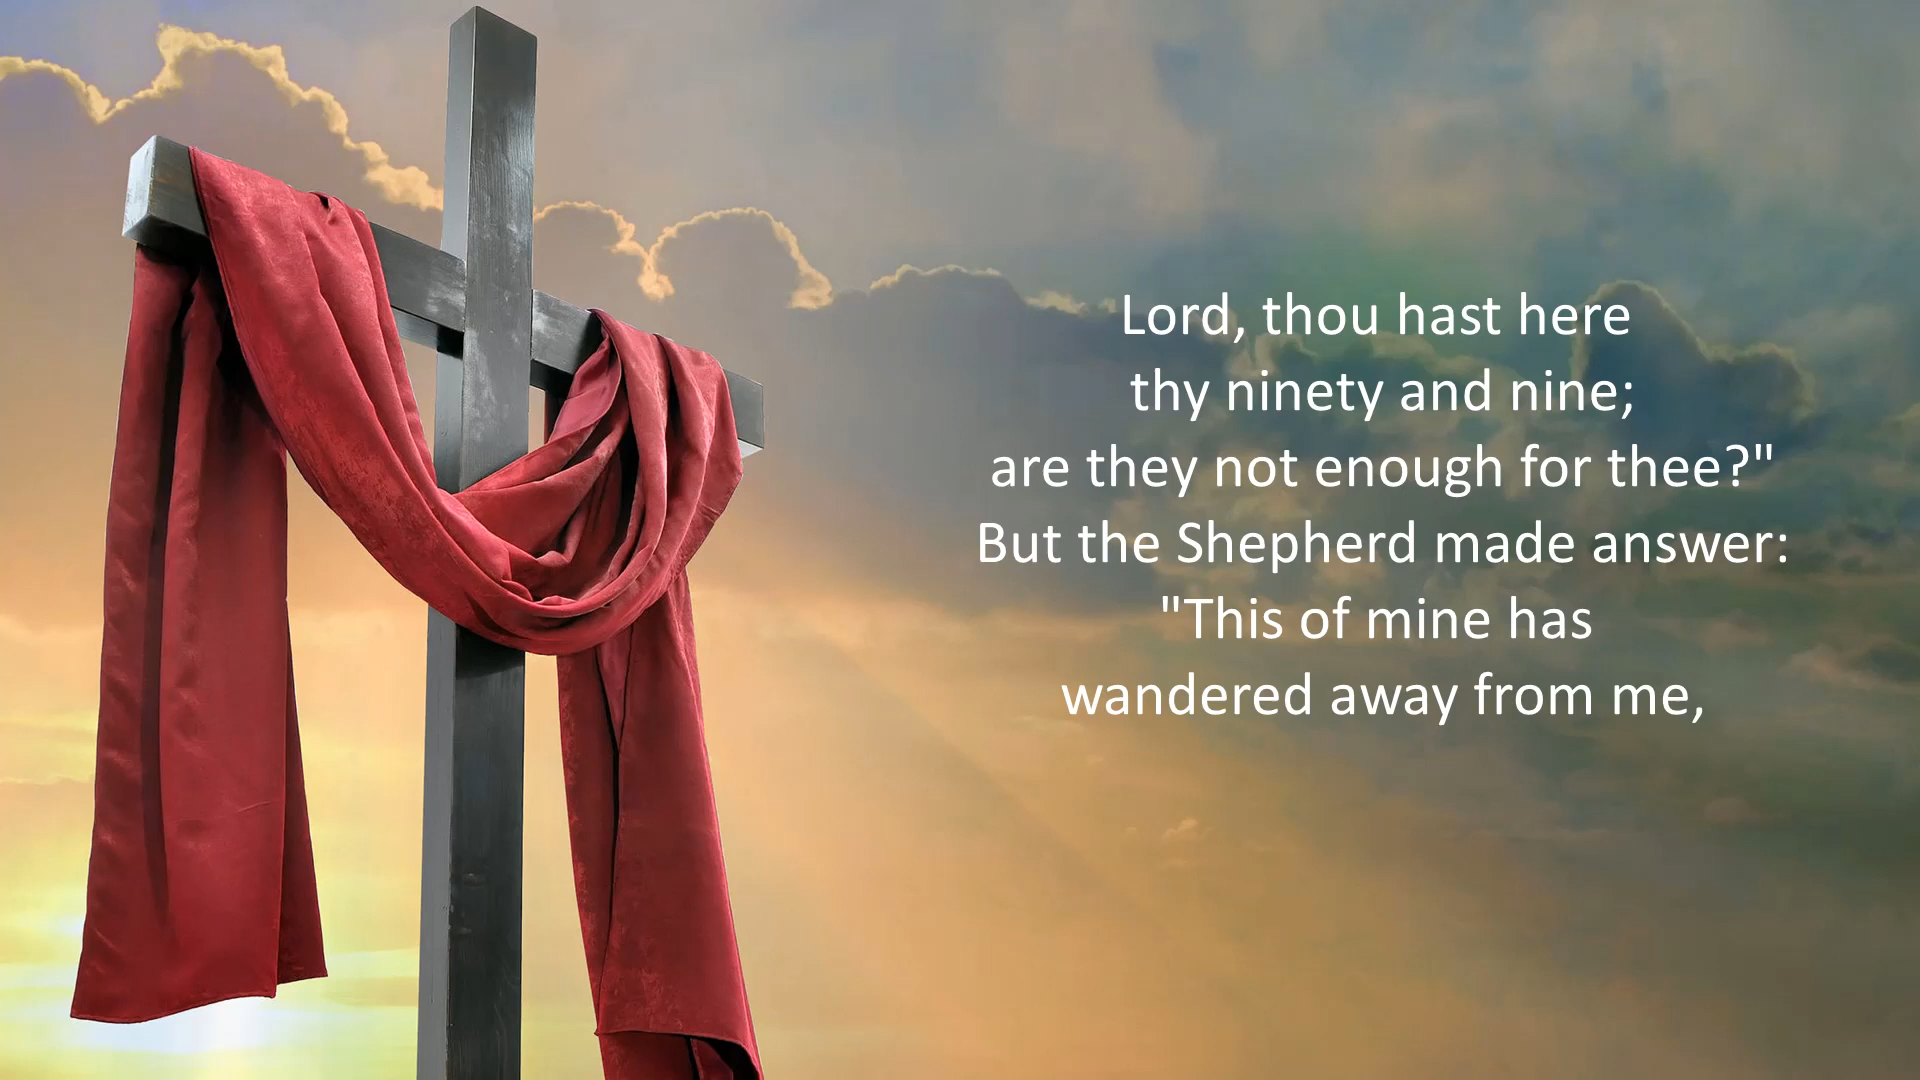 Lord, thou hast here
thy ninety and nine;
are they not enough for thee?"
But the Shepherd made answer:
"This of mine has
wandered away from me,